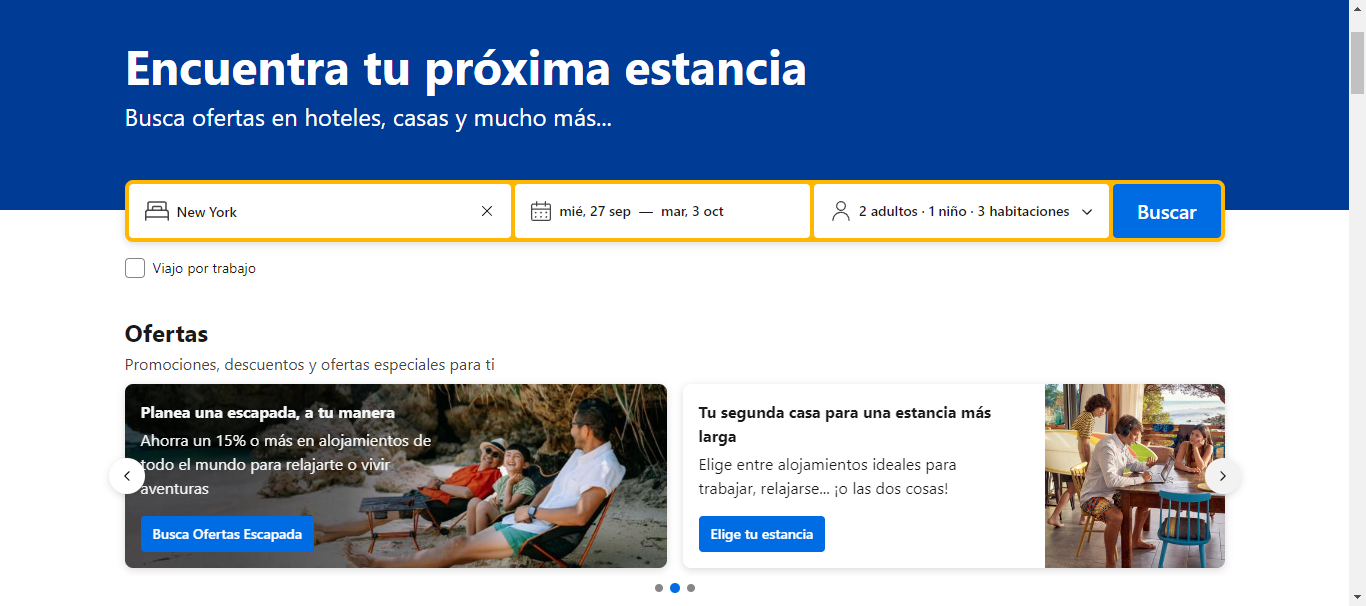 Encuentra tu próxima estancia
Busca ofertas en hoteles, casas y mucho más...
New York
mié, 27 sep — mar, 3 oct
2 adultos · 1 niño · 3 habitaciones
Buscar
Viajo por trabajo
Ofertas
Promociones, descuentos y ofertas especiales para ti
Planea una escapada, a tu manera
Ahorra un 15% o más en alojamientos de
todo el mundo para relajarte o vivir
aventuras
Busca Ofertas Escapada
Tu segunda casa para una estancia más
larga
Elige entre alojamientos ideales para
trabajar, relajarse... ¡o las dos cosas!
Elige tu estancia